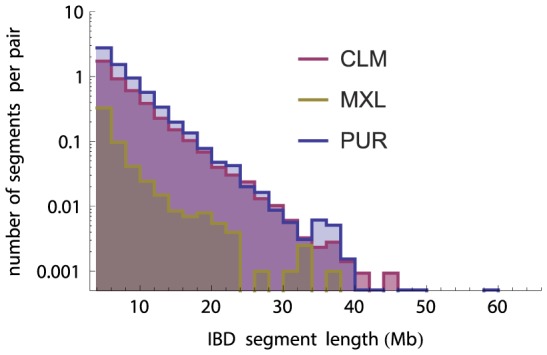 10
1
0.1
0.01
0.001
number of segments per pair
CLM
MXL
PUR
10 20 30 40 50 60
IBD segment length (Mb)